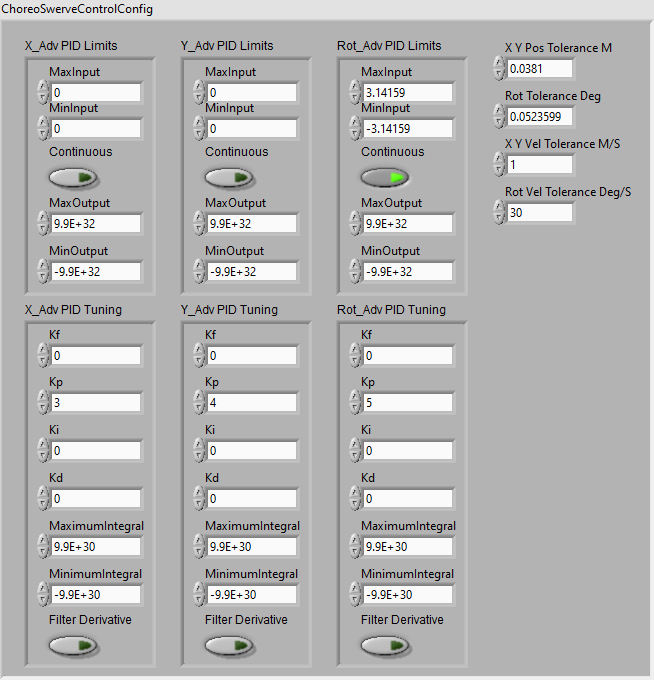 ChoreoSwerveControlConfig
X_Adv PID Limits
MaxInput
0
MinInput
0
Continuous
MaxOutput
9.9E+32
MinOutput
-9.9E+32
Y_Adv PID Limits
MaxInput
0
MinInput
0
Continuous
MaxOutput
9.9E+32
MinOutput
-9.9E+32
Rot_Adv PID Limits
MaxInput
3.14159
MinInput
-3.14159
Continuous
MaxOutput
9.9E+32
MinOutput
-9.9E+32
X Y Pos Tolerance M
0.0381
Rot Tolerance Deg
0.0523599
X Y Vel Tolerance M/S
1
Rot Vel Tolerance Deg/S
30
X_Adv PID Tuning
Kf
0
Kp
3
Ki
0
Kd
0
MaximumIntegral
9.9E+30
MinimumIntegral
-9.9E+30
Filter Derivative
Y_Adv PID Tuning
Kf
0
Kp
4
Ki
0
Kd
0
MaximumIntegral
9.9E+30
MinimumIntegral
-9.9E+30
Filter Derivative
Rot_Adv PID Tuning
Kf
0
Kp
5
Ki
0
Kd
0
MaximumIntegral
9.9E+30
MinimumIntegral
-9.9E+30
Filter Derivative